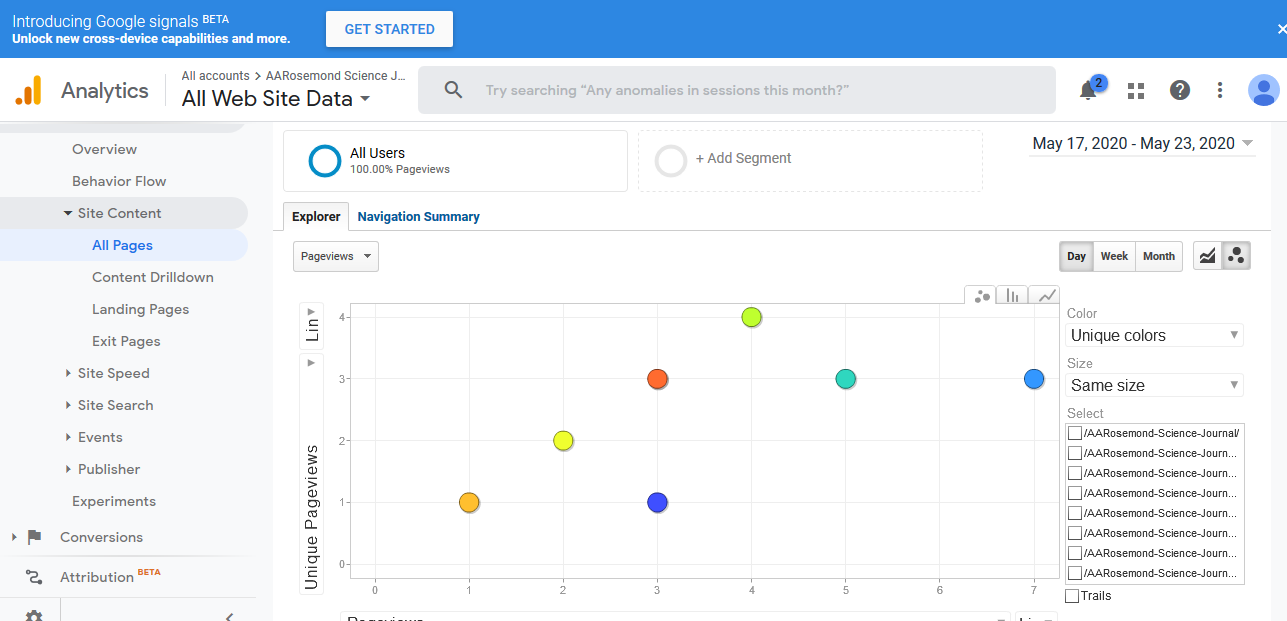 Introducing Google signals BETA
Unlock new cross-device capabilities and more.
GET STARTED
Analytics
All accounts > AARosemond Science J...
All Web Site Data
Try searching “Any anomalies in sessions this month?”
2
Overview
Behavior Flow
Site Content
All Pages
Content Drilldown
Landing Pages
Exit Pages
Site Speed
Site Search
Events
Publisher
Experiments
Conversions
Attribution BETA
All Users
100.00% Pageviews
+ Add Segment
May 17, 2020 - May 23, 2020
Explorer
Navigation Summary
Pageviews
Day
Week
Month
Lin
Unique Pageviews
4
3
2
1
0
0
1
2
3
4
5
6
7
Color
Unique colors
Size
Same size
Select
/AARosemond-Science-Journal/
/AARosemond-Science-Journ...
/AARosemond-Science-Journ...
/AARosemond-Science-Journ...
/AARosemond-Science-Journ...
/AARosemond-Science-Journ...
/AARosemond-Science-Journ...
/AARosemond-Science-Journ...
Trails
Pageviews
Lin